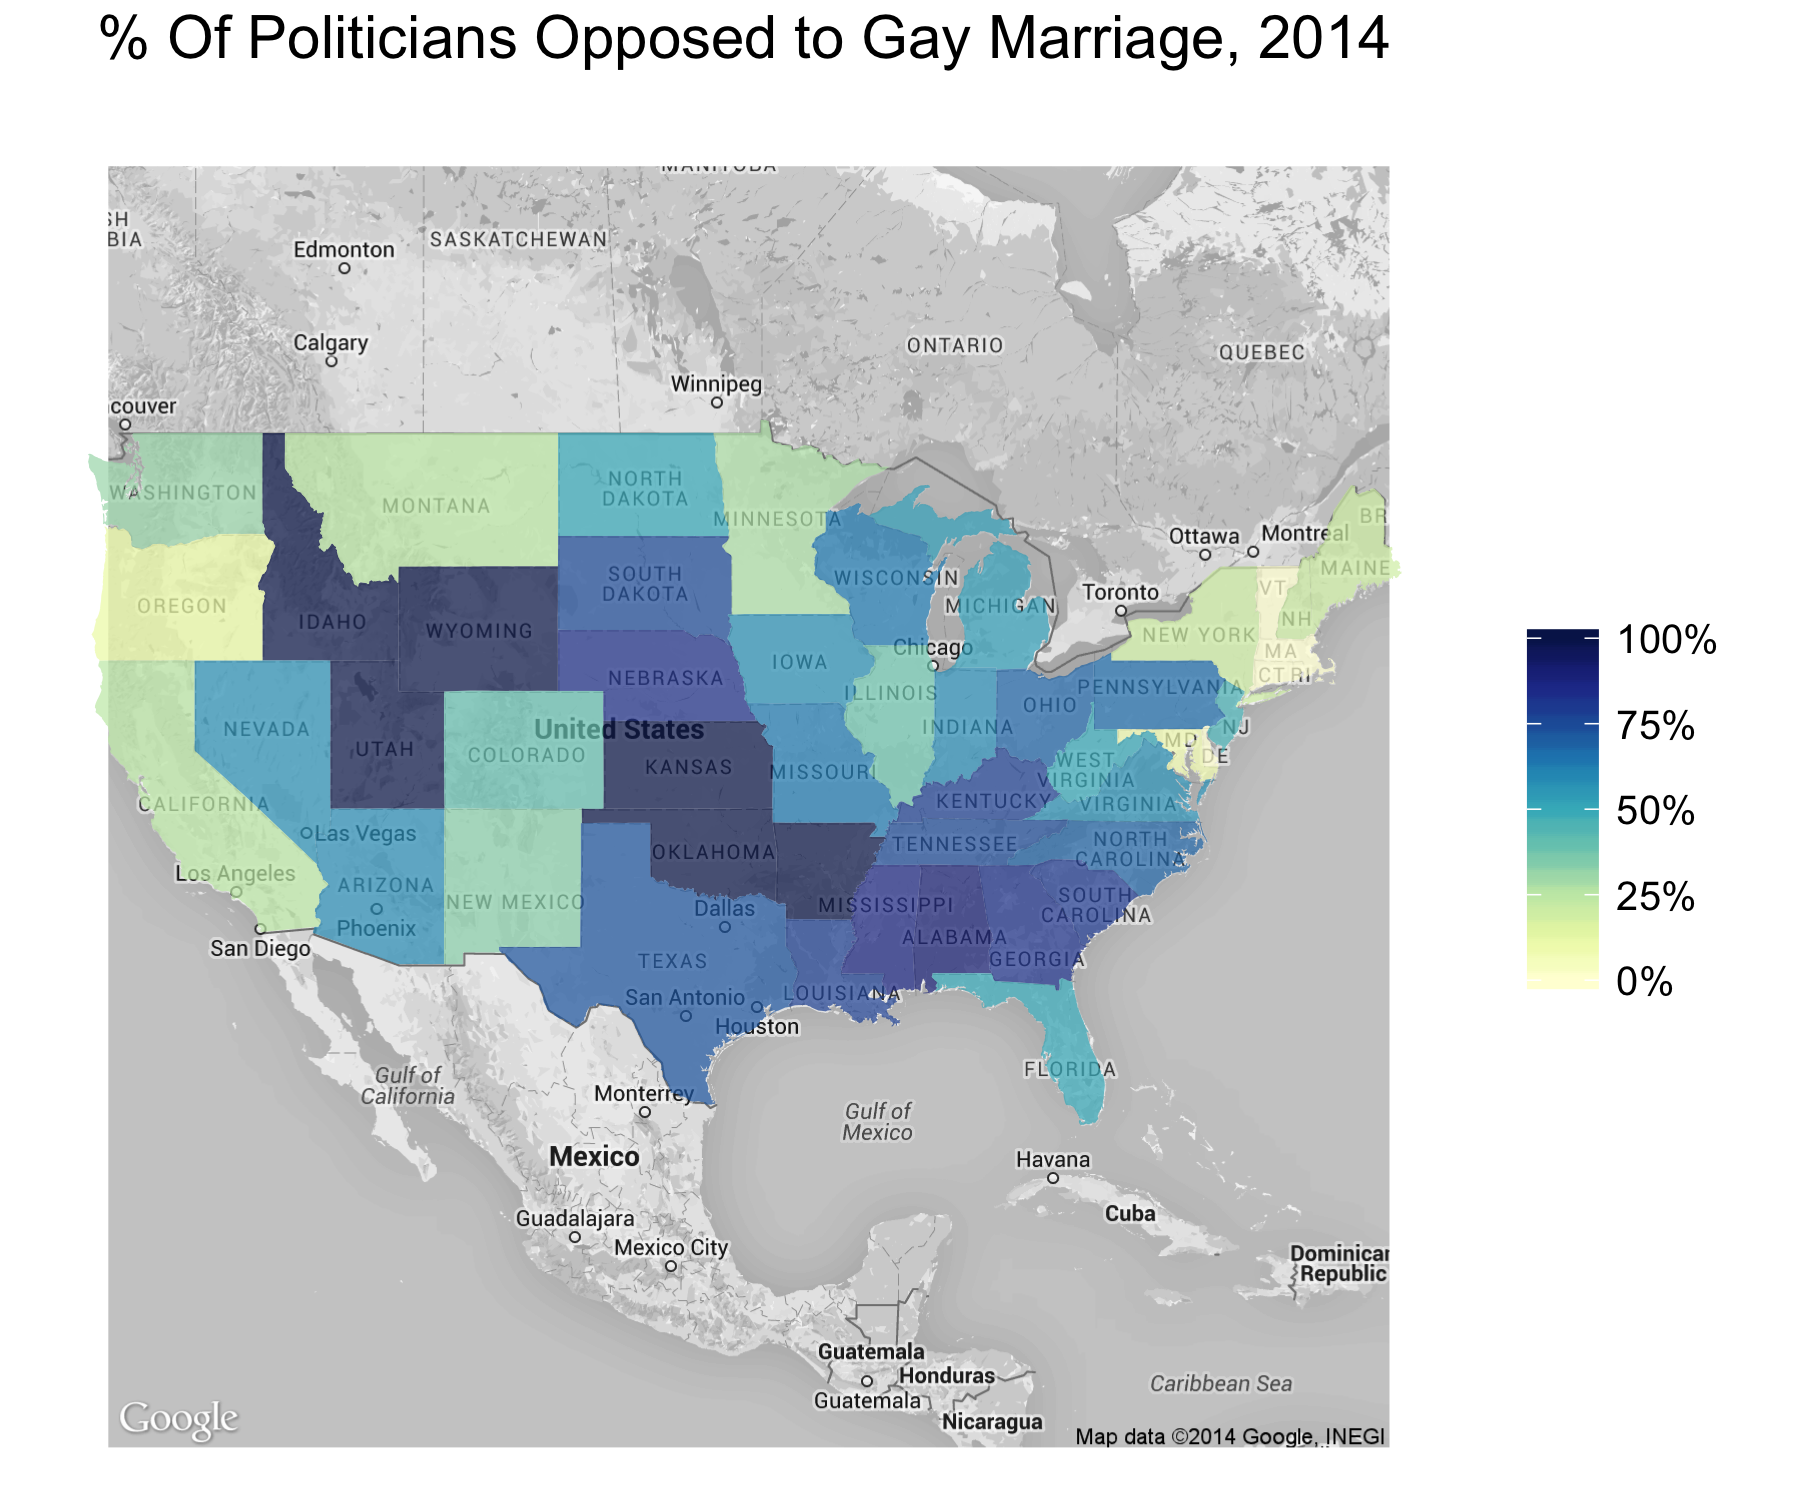 % Of Politicians Opposed to Gay Marriage, 2014
MANITOBA
SH
BIA
Edmonton
SASKATCHEWAN
Calgary
ONTARIO
QUEBEC
Winnipeg
ncouver
WASHINGTON
MONTANA
NORTH
DAKOTA
MINNESOTA
BR
Ottawa
Montreal
MAINE
OREGON
IDAHO
WYOMING
SOUTH
DAKOTA
WISCONSIN
MICHIGAN
Toronto
VT
NH
NEW YORK
MA
CT RI
Chicago
IOWA
NEBRASKA
ILLINOIS
PENNSYLVANIA
OHIO
INDIANA
NJ
NEVADA
UTAH
United States
COLORADO
KANSAS
MISSOURI
MD
DE
WEST
VIRGINIA
KENTUCKY
VIRGINIA
CALIFORNIA
Las Vegas
OKLAHOMA
TENNESSEE
NORTH
CAROLINA
Los Angeles
ARIZONA
NEW MEXICO
Phoenix
Dallas
MISSISSIPPI
SOUTH
CAROLINA
San Diego
ALABAMA
GEORGIA
TEXAS
San Antonio
LOUISIANA
Houston
FLORIDA
Gulf of
California
Monterrey
Gulf of
Mexico
Mexico
Havana
Cuba
Guadalajara
Mexico City
Dominican
Republic
Guatemala
Honduras
Guatemala
Nicaragua
Caribbean Sea
Google
Map data ©2014 Google, INEGI
100%
75%
50%
25%
0%